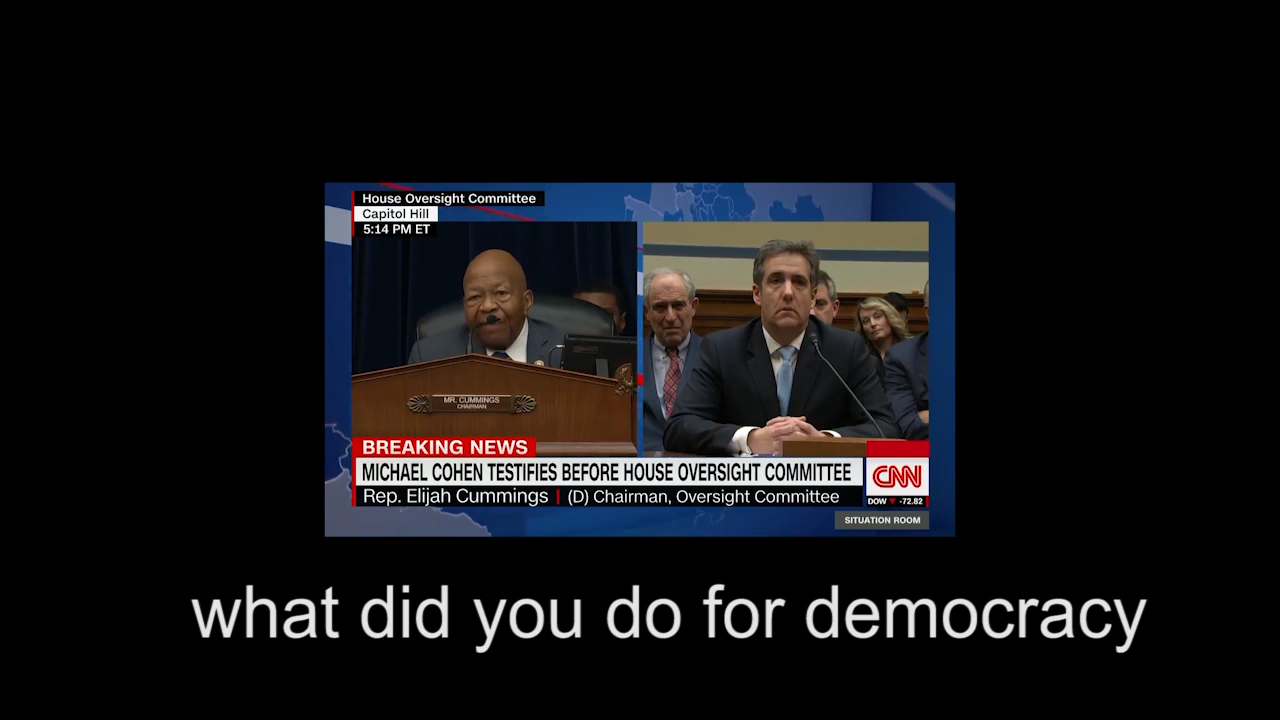 House Oversight Committee
Capitol Hill
5:14 PM ET
MR. CUMMINGS
CHAIRMAN
BREAKING NEWS
MICHAEL COHEN TESTIFIES BEFORE HOUSE OVERSIGHT COMMITTEE
Rep. Elijah Cummings | (D) Chairman, Oversight Committee
CNN
DOW ▼ -72.82
SITUATION ROOM
what did you do for democracy